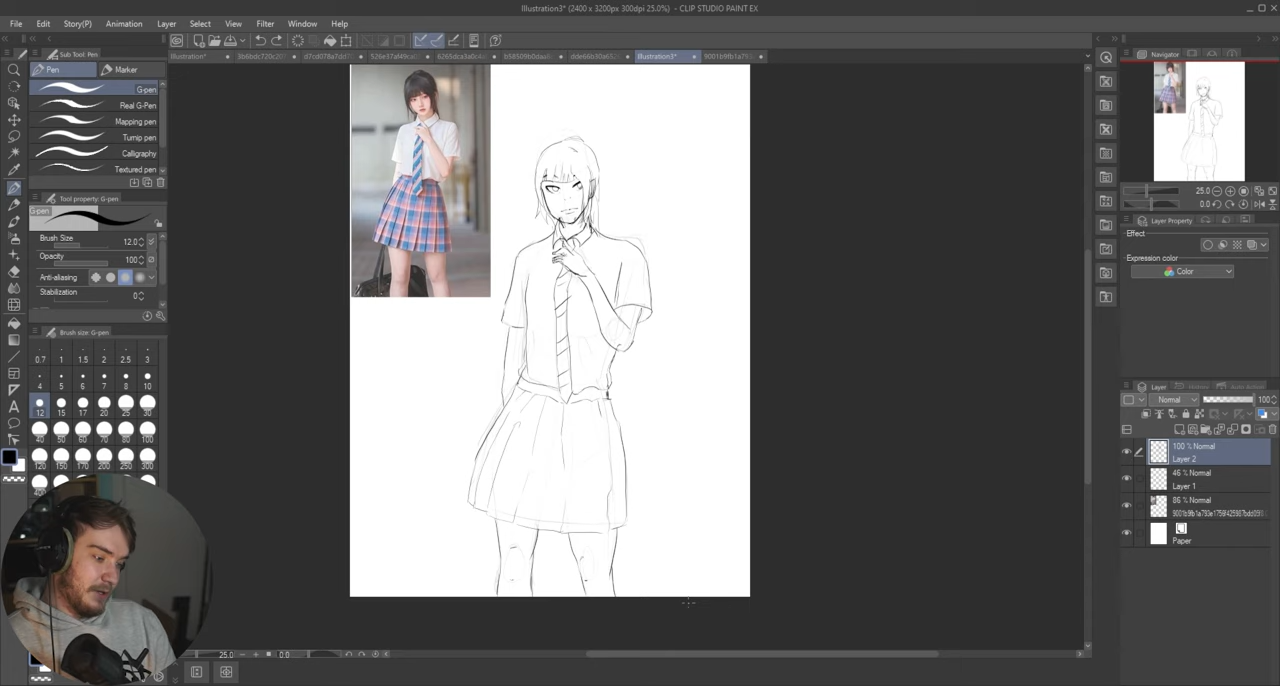 Illustration3* (2400 x 3200px 300dpi 25.0%) - CLIP STUDIO PAINT EX
File Edit Story(P) Animation Layer Select View Filter Window Help
Sub Tool: Pen
Pen Marker
G-pen
Real G-Pen
Mapping pen
Turnip pen
Calligraphy
Textured pen
Tool property: G-pen
G-pen
Brush Size 12.0
Opacity 100
Anti-aliasing
Stabilization 0
Brush size: G-pen
0.7 1 1.5 2 2.5 3
4 5 6 7 8 10
12 15 17 20 25 30
40 50 60 70 80 100
120 150 170 200 250 300
Illustration* Illustration3*
25.0
Navigator
25.0
0.0
Layer Property
Effect
Expression color
Color
Layer History Auto Action
Normal 100
100 % Normal
Layer 2
46 % Normal
Layer 1
86 % Normal
Paper